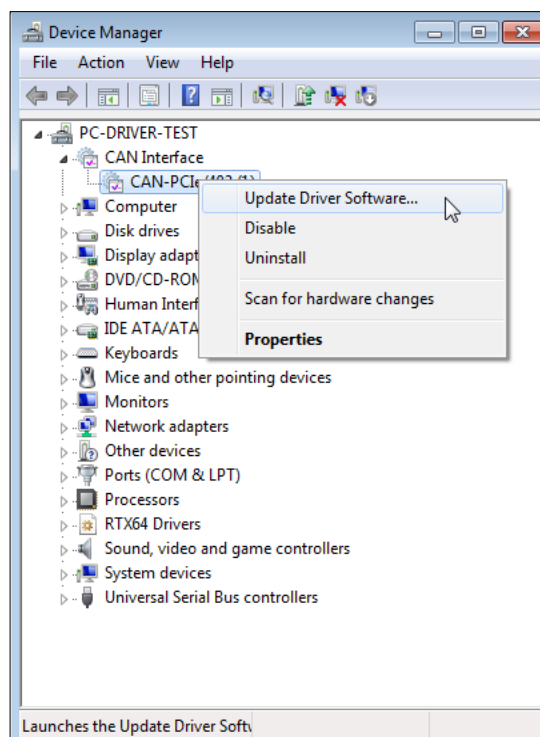 Device Manager
File Action View Help
PC-DRIVER-TEST
CAN Interface
CAN-PCIe/402 (1)
Update Driver Software...
Computer
Disk drives
Disable
Display adapt
Uninstall
DVD/CD-RON
Human Interf
Scan for hardware changes
IDE ATA/ATA
Properties
Keyboards
Mice and other pointing devices
Monitors
Network adapters
Other devices
Ports (COM & LPT)
Processors
RTX64 Drivers
Sound, video and game controllers
System devices
Universal Serial Bus controllers
Launches the Update Driver Softw